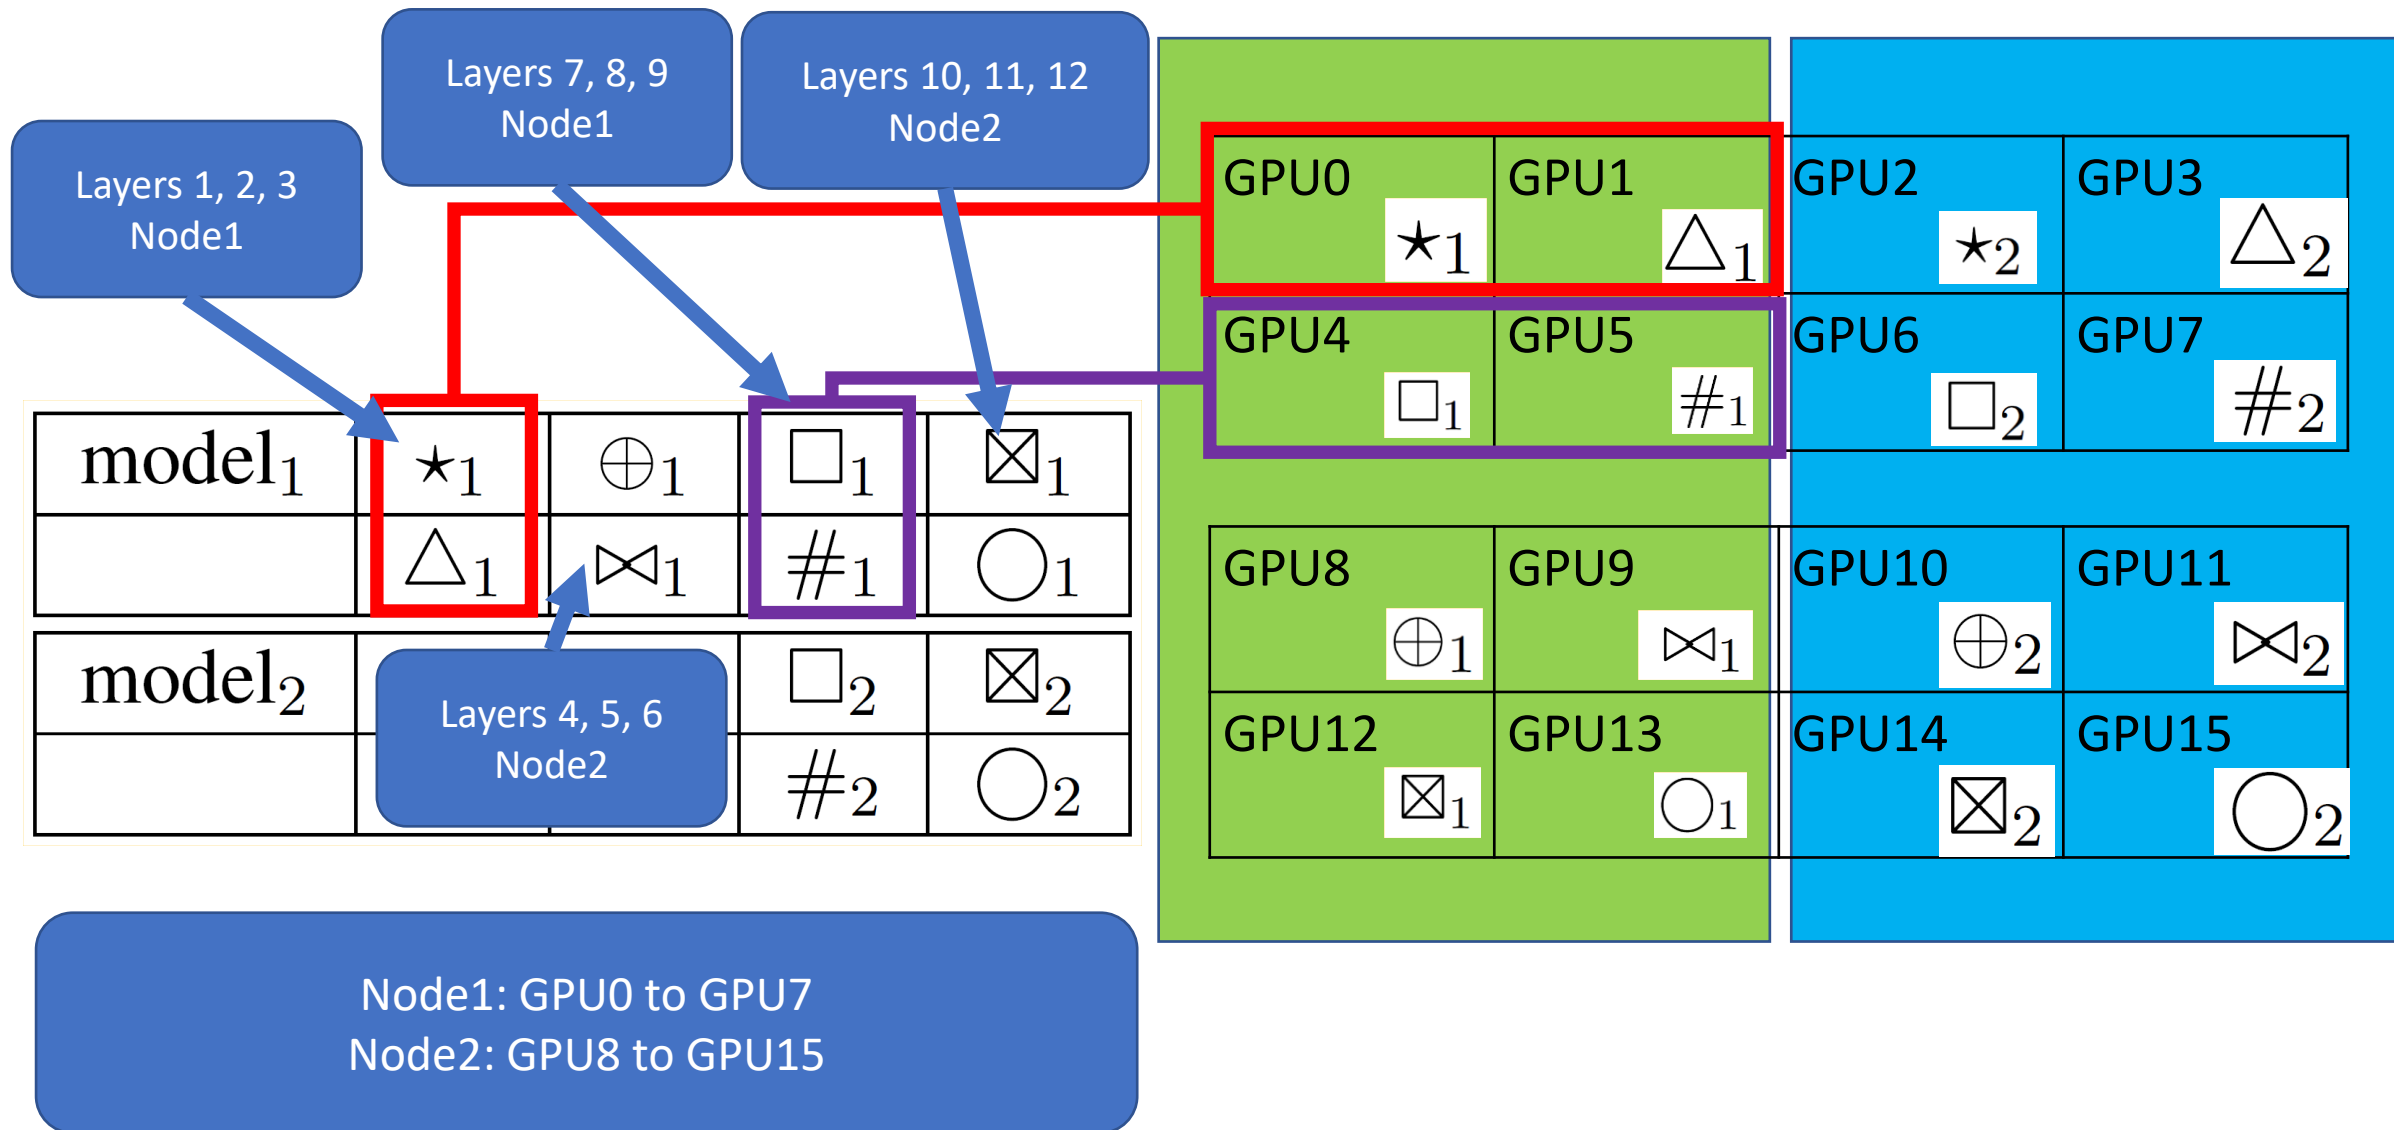 Layers 1, 2, 3
Node1
Layers 7, 8, 9
Node1
Layers 10, 11, 12
Node2
model₁ ⋆₁ ⊕₁ □₁ ⊠₁
△₁ ⋈₁ #₁ ○₁
model₂ □₂ ⊠₂
#₂ ○₂
Layers 4, 5, 6
Node2
GPU0 GPU1 GPU2 GPU3
⋆₁ △₁ ⋆₂ △₂
GPU4 GPU5 GPU6 GPU7
□₁ #₁ □₂ #₂
GPU8 GPU9 GPU10 GPU11
⊕₁ ⋈₁ ⊕₂ ⋈₂
GPU12 GPU13 GPU14 GPU15
⊠₁ ○₁ ⊠₂ ○₂
Node1: GPU0 to GPU7
Node2: GPU8 to GPU15